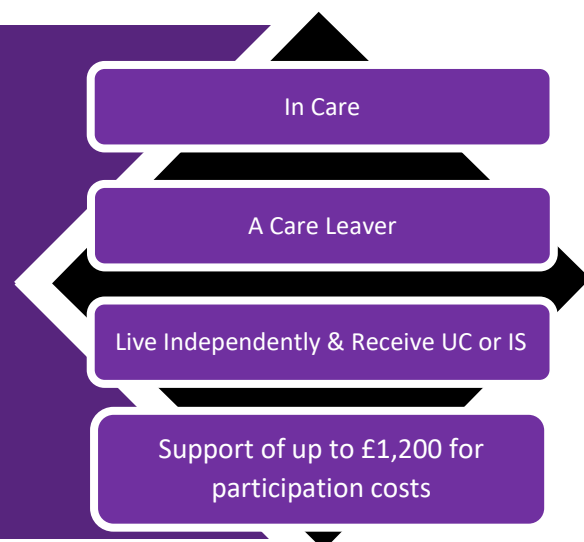 In Care
A Care Leaver
Live Independently & Receive UC or IS
Support of up to £1,200 for
participation costs